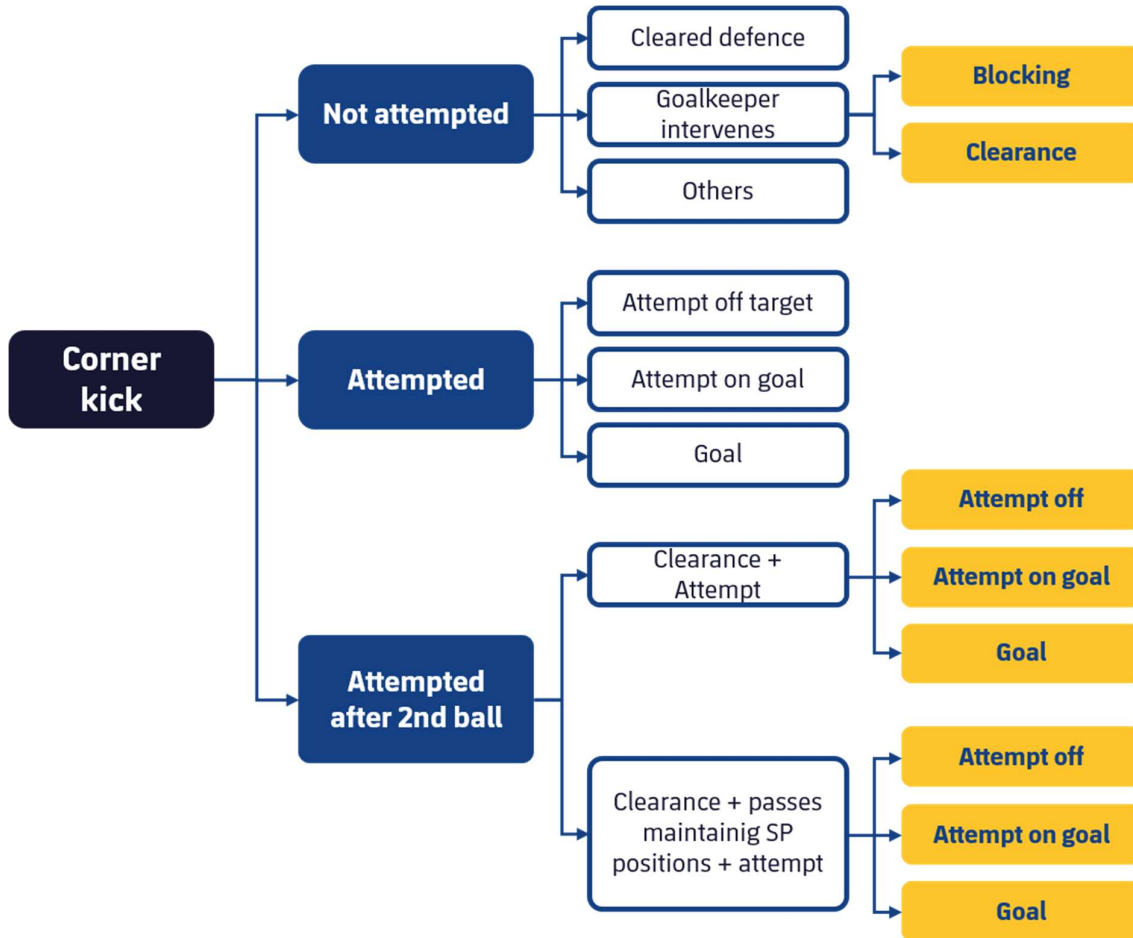 Corner
kick
Not attempted
Cleared defence
Goalkeeper
intervenes
Blocking
Clearance
Others
Attempted
Attempt off target
Attempt on goal
Goal
Attempted
after 2nd ball
Clearance +
Attempt
Attempt off
Attempt on goal
Goal
Clearance + passes
maintainig SP
positions + attempt
Attempt off
Attempt on goal
Goal